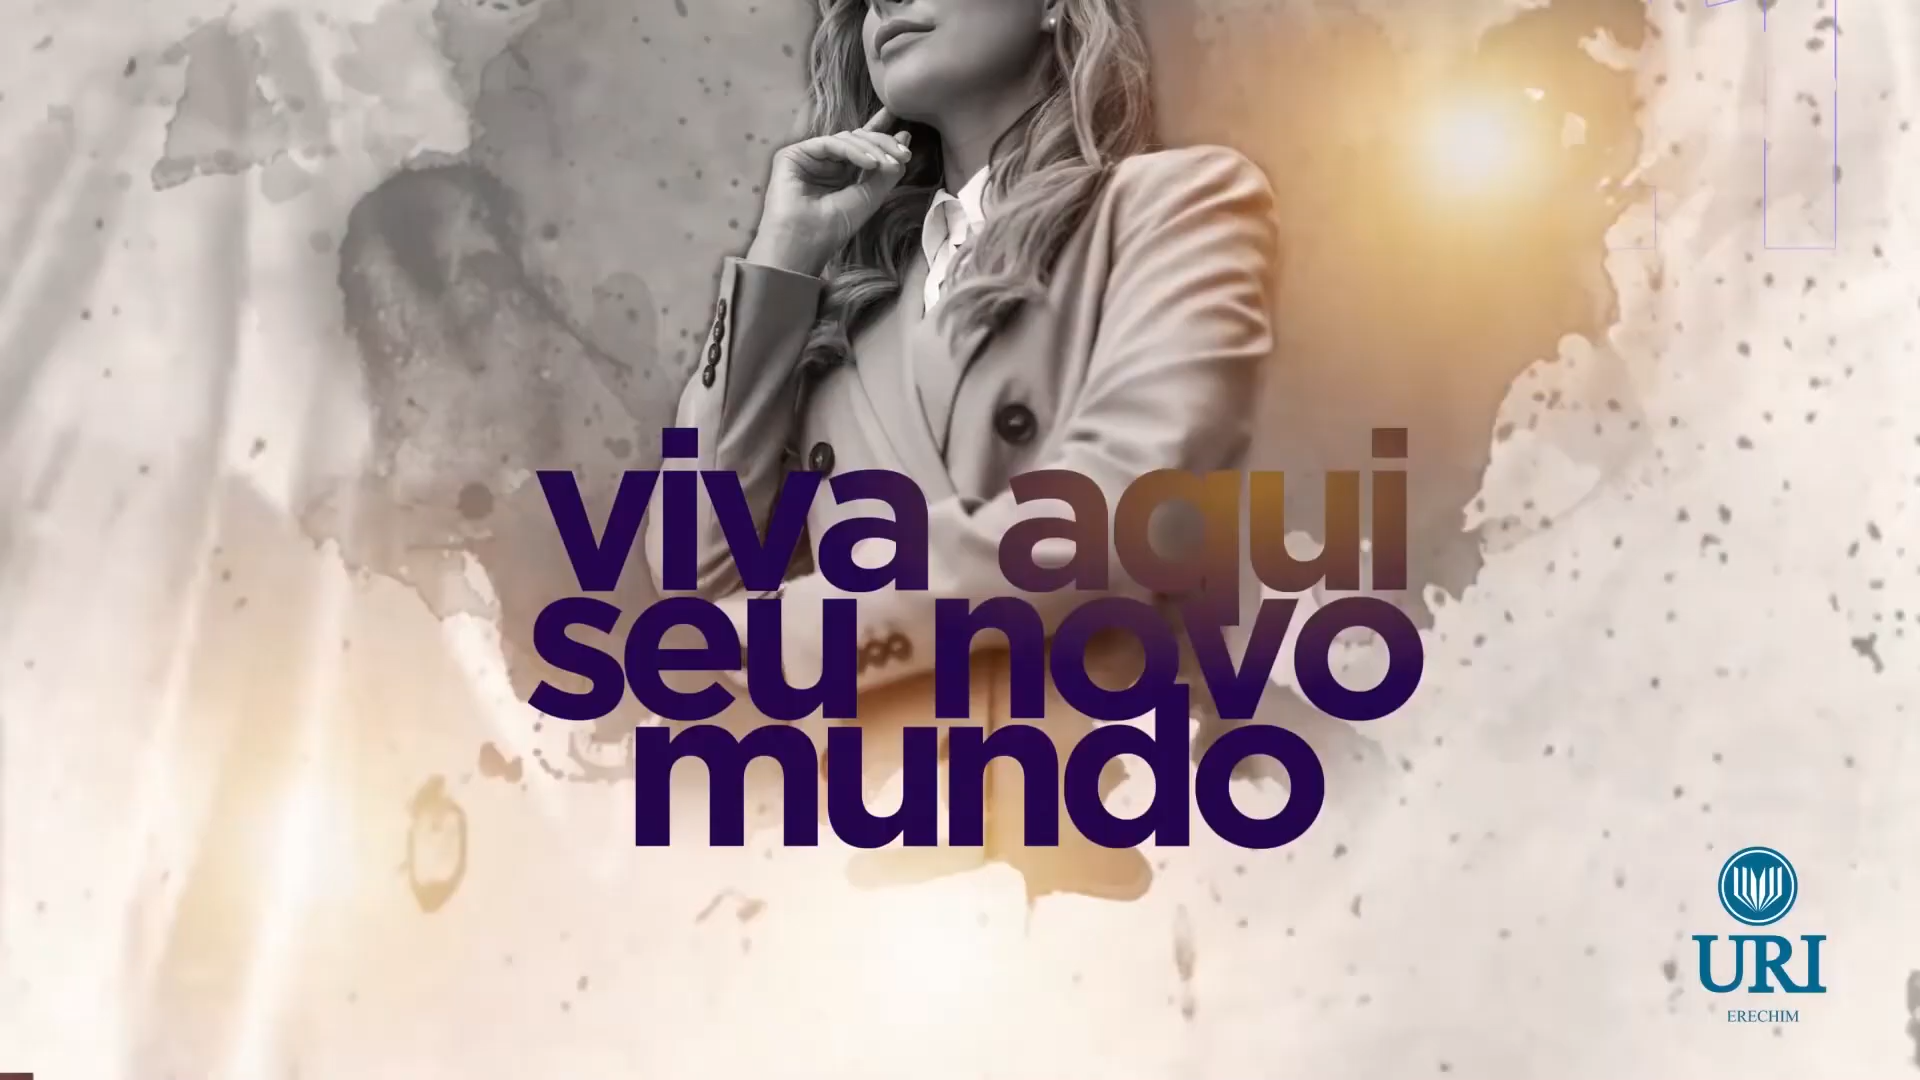 viva aqui
seu novo
mundo
URI
ERECHIM